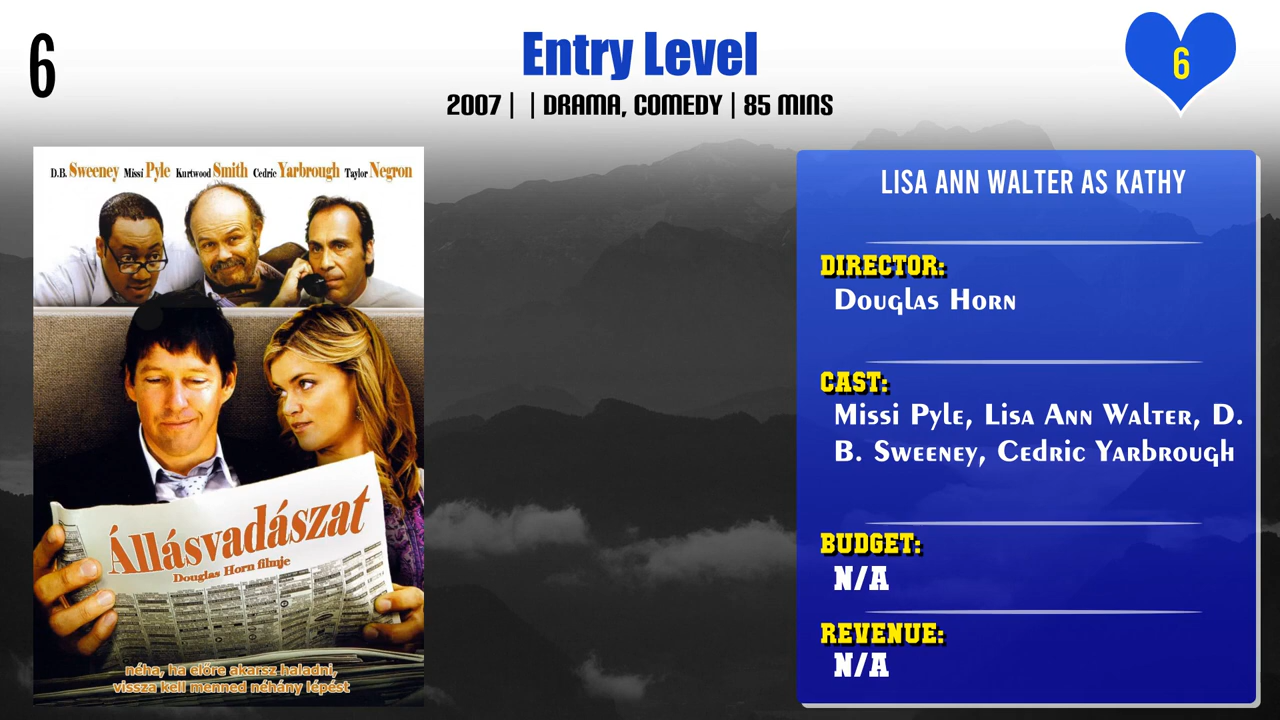 6
Entry Level
6
2007 | | DRAMA, COMEDY | 85 MINS
D.B. Sweeney Missi Pyle Kurtwood Smith Cedric Yarbrough Taylor Negron
Állásvadászat
Douglas Horn filmje
néha, ha előre akarsz haladni,
vissza kell menned néhány lépést
LISA ANN WALTER AS KATHY
DIRECTOR:
Douglas Horn
CAST:
Missi Pyle, Lisa Ann Walter, D.
B. Sweeney, Cedric Yarbrough
BUDGET:
N/A
REVENUE:
N/A